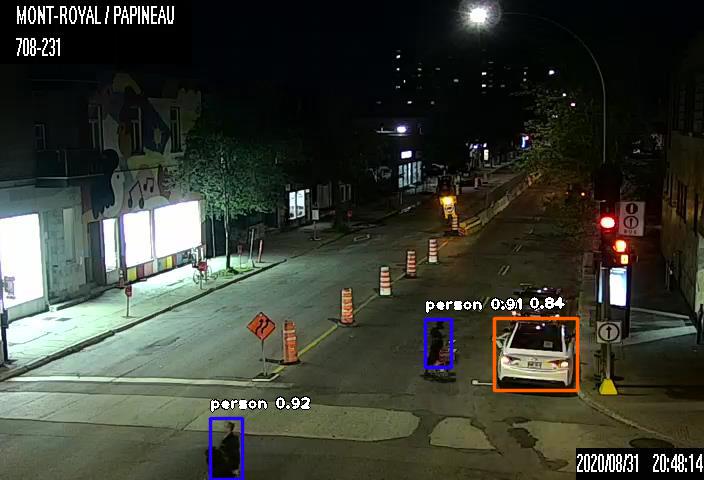 MONT-ROYAL / PAPINEAU
708-231
person 0.91 0.84
person 0.92
2020/08/31 20:48:14